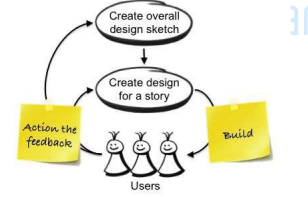 Create overall
design sketch
Create design
for a story
Action the
feedback
Build
Users